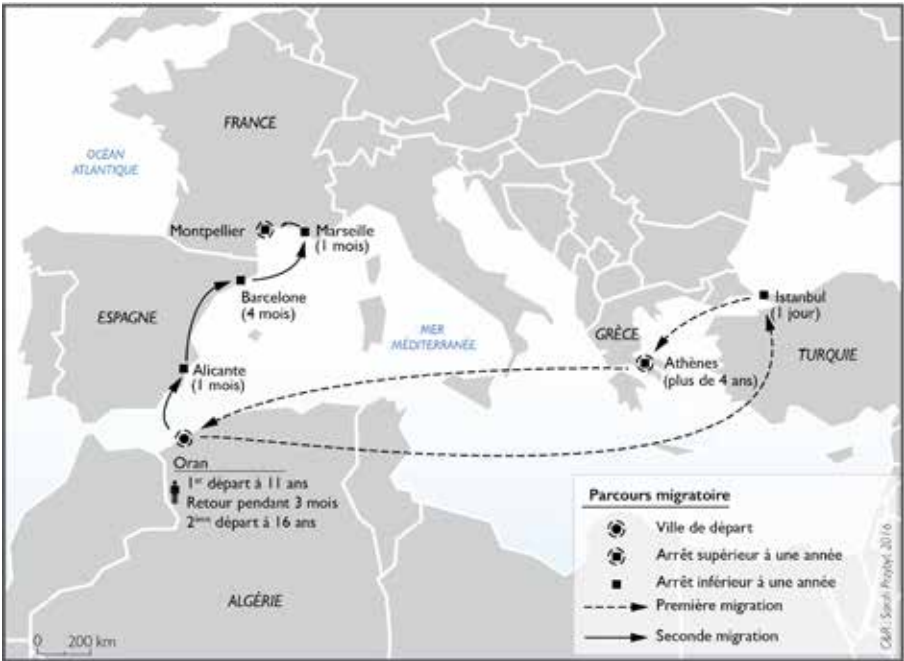 FRANCE
OCÉAN
ATLANTIQUE
Montpellier
Marseille
(1 mois)
Barcelone
(4 mois)
ESPAGNE
Alicante
(1 mois)
MER
MÉDITERRANÉE
GRÈCE
Istanbul
(1 jour)
TURQUIE
Athènes
(plus de 4 ans)
Oran
1er départ à 11 ans
Retour pendant 3 mois
2ème départ à 16 ans
ALGÉRIE
0 200 km
Parcours migratoire
Ville de départ
Arrêt supérieur à une année
Arrêt inférieur à une année
Première migration
Seconde migration
C&R : Sarah Przybyl, 2016